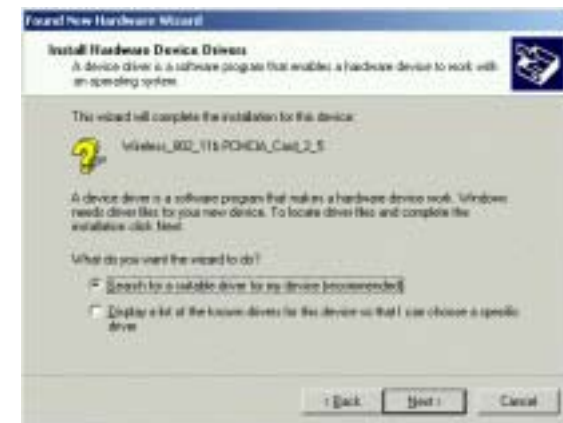 Found New Hardware Wizard
Install Hardware Device Drivers
A device driver is a software program that enables a hardware device to work with
an operating system.
This wizard will complete the installation for this device:
Wireless_802_11b PCMCIA_Card_2_5
A device driver is a software program that makes a hardware device work. Windows
needs driver files for your new device. To locate driver files and complete the
installation click Next.
What do you want the wizard to do?
Search for a suitable driver for my device (recommended)
Display a list of the known drivers for this device so that I can choose a specific
driver
< Back
Next >
Cancel